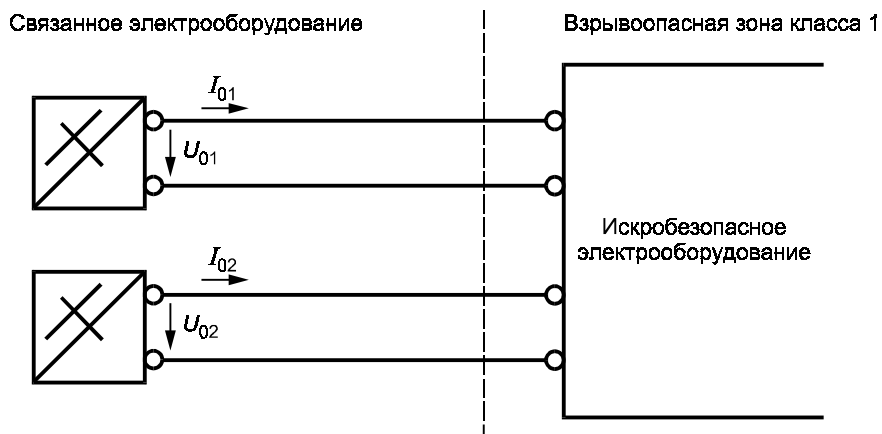 Связанное электрооборудование
Взрывоопасная зона класса 1
I01
U01
Искробезопасное
электрооборудование
I02
U02